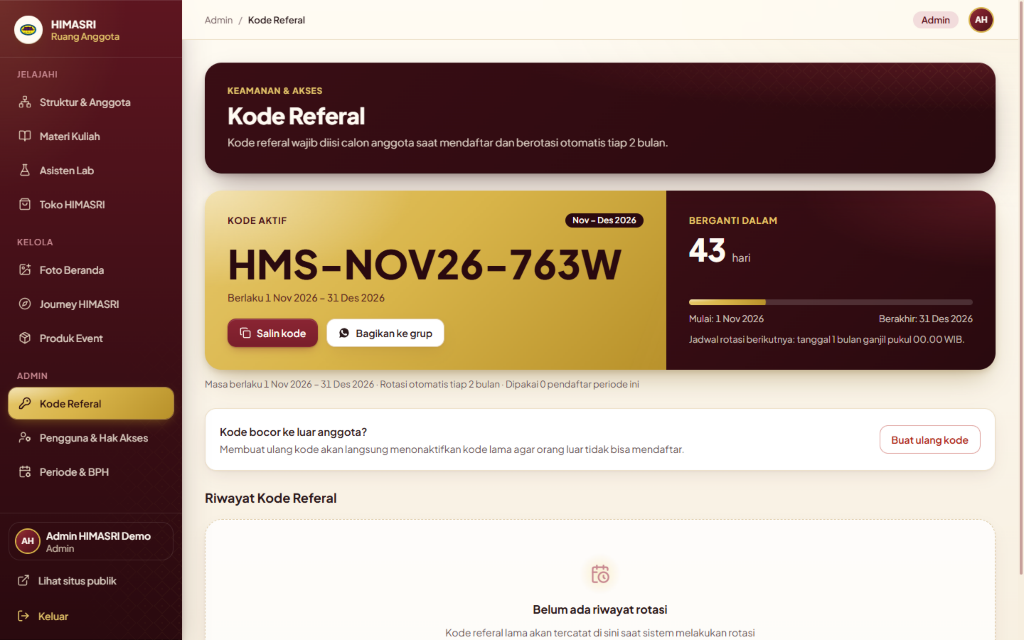 HIMASRI
Ruang Anggota
JELAJAHI
Struktur & Anggota
Materi Kuliah
Asisten Lab
Toko HIMASRI
KELOLA
Foto Beranda
Journey HIMASRI
Produk Event
ADMIN
Kode Referal
Pengguna & Hak Akses
Periode & BPH
AH
Admin HIMASRI Demo
Admin
Lihat situs publik
Keluar
Admin / Kode Referal
Admin
AH
KEAMANAN & AKSES
Kode Referal
Kode referal wajib diisi calon anggota saat mendaftar dan berotasi otomatis tiap 2 bulan.
KODE AKTIF
Nov – Des 2026
HMS-NOV26-763W
Berlaku 1 Nov 2026 – 31 Des 2026
Salin kode
Bagikan ke grup
BERGANTI DALAM
43 hari
Mulai: 1 Nov 2026
Berakhir: 31 Des 2026
Jadwal rotasi berikutnya: tanggal 1 bulan ganjil pukul 00.00 WIB.
Masa berlaku 1 Nov 2026 – 31 Des 2026 · Rotasi otomatis tiap 2 bulan · Dipakai 0 pendaftar periode ini
Kode bocor ke luar anggota?
Membuat ulang kode akan langsung menonaktifkan kode lama agar orang luar tidak bisa mendaftar.
Buat ulang kode
Riwayat Kode Referal
Belum ada riwayat rotasi
Kode referal lama akan tercatat di sini saat sistem melakukan rotasi